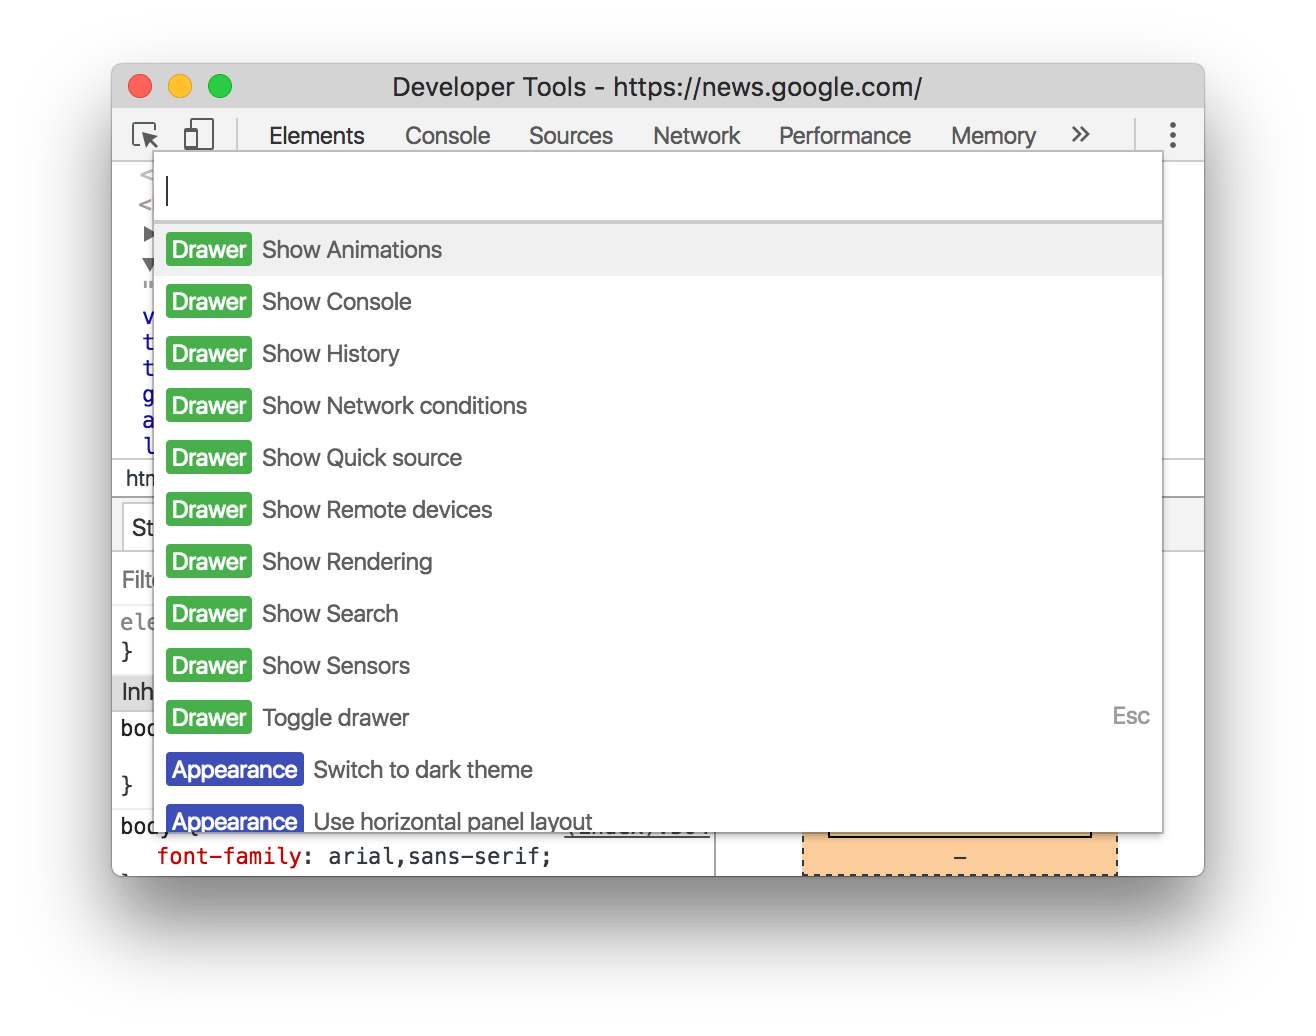 Developer Tools - https://news.google.com/
Elements Console Sources Network Performance Memory »
Drawer Show Animations
Drawer Show Console
Drawer Show History
Drawer Show Network conditions
Drawer Show Quick source
Drawer Show Remote devices
Drawer Show Rendering
Drawer Show Search
Drawer Show Sensors
Drawer Toggle drawer Esc
Appearance Switch to dark theme
Appearance Use horizontal panel layout
<
<
"
v
t
t
g
a
l
htm
St
Filt
ele
}
Inh
bod
}
body {
font-family: arial,sans-serif;
–